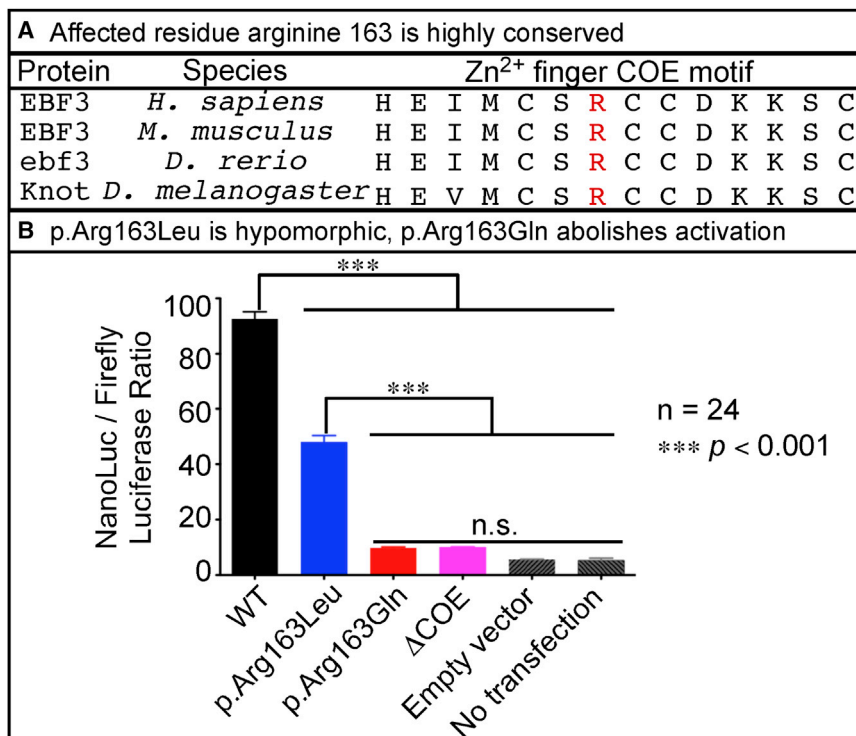 A Affected residue arginine 163 is highly conserved
Protein Species Zn2+ finger COE motif
EBF3 H. sapiens H E I M C S R C C D K K S C
EBF3 M. musculus H E I M C S R C C D K K S C
ebf3 D. rerio H E I M C S R C C D K K S C
Knot D. melanogaster H E V M C S R C C D K K S C
B p.Arg163Leu is hypomorphic, p.Arg163Gln abolishes activation
NanoLuc / Firefly
Luciferase Ratio
100
80
60
40
20
0
***
***
n.s.
n = 24
*** p < 0.001
WT
p.Arg163Leu
p.Arg163Gln
ΔCOE
Empty vector
No transfection